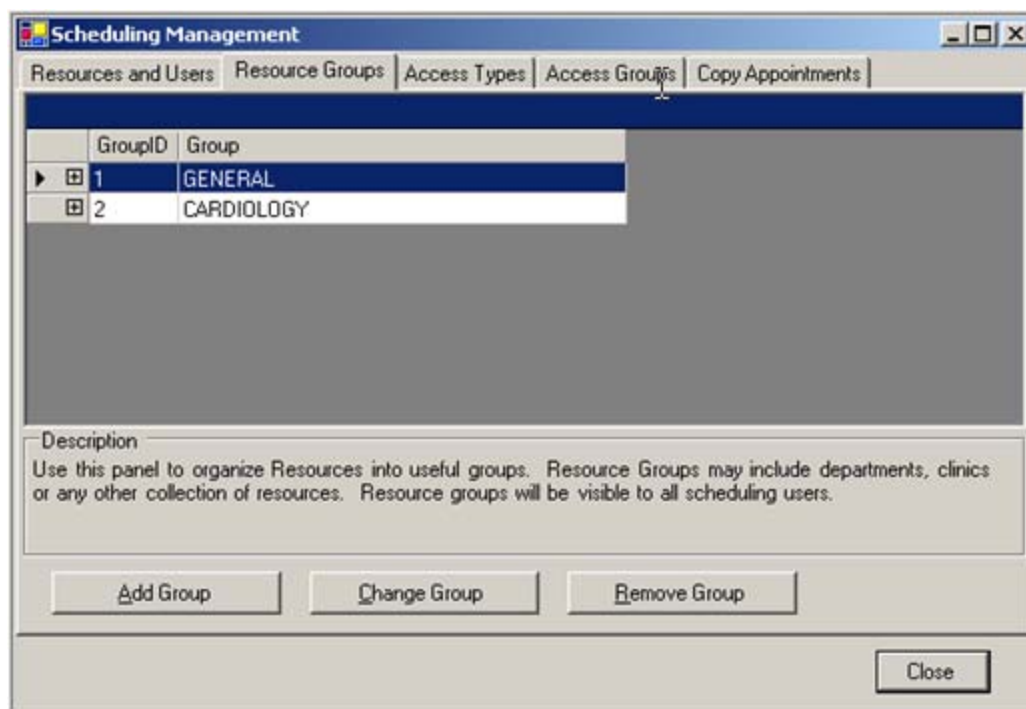 Scheduling Management
Resources and Users Resource Groups Access Types Access Groups Copy Appointments
GroupID Group
1 GENERAL
2 CARDIOLOGY
Description
Use this panel to organize Resources into useful groups. Resource Groups may include departments, clinics
or any other collection of resources. Resource groups will be visible to all scheduling users.
Add Group Change Group Remove Group
Close